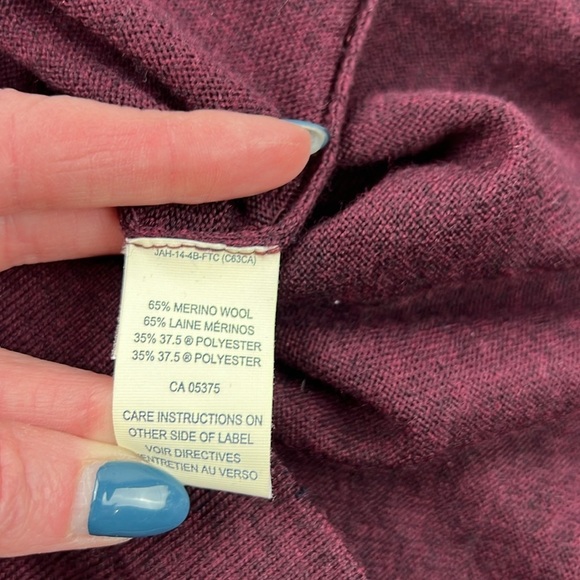 JAH-14-4B-FTC (C63CA)
65% MERINO WOOL
65% LAINE MÉRINOS
35% 37.5 ® POLYESTER
35% 37.5 ® POLYESTER
CA 05375
CARE INSTRUCTIONS ON
OTHER SIDE OF LABEL
VOIR DIRECTIVES
ENTRETIEN AU VERSO